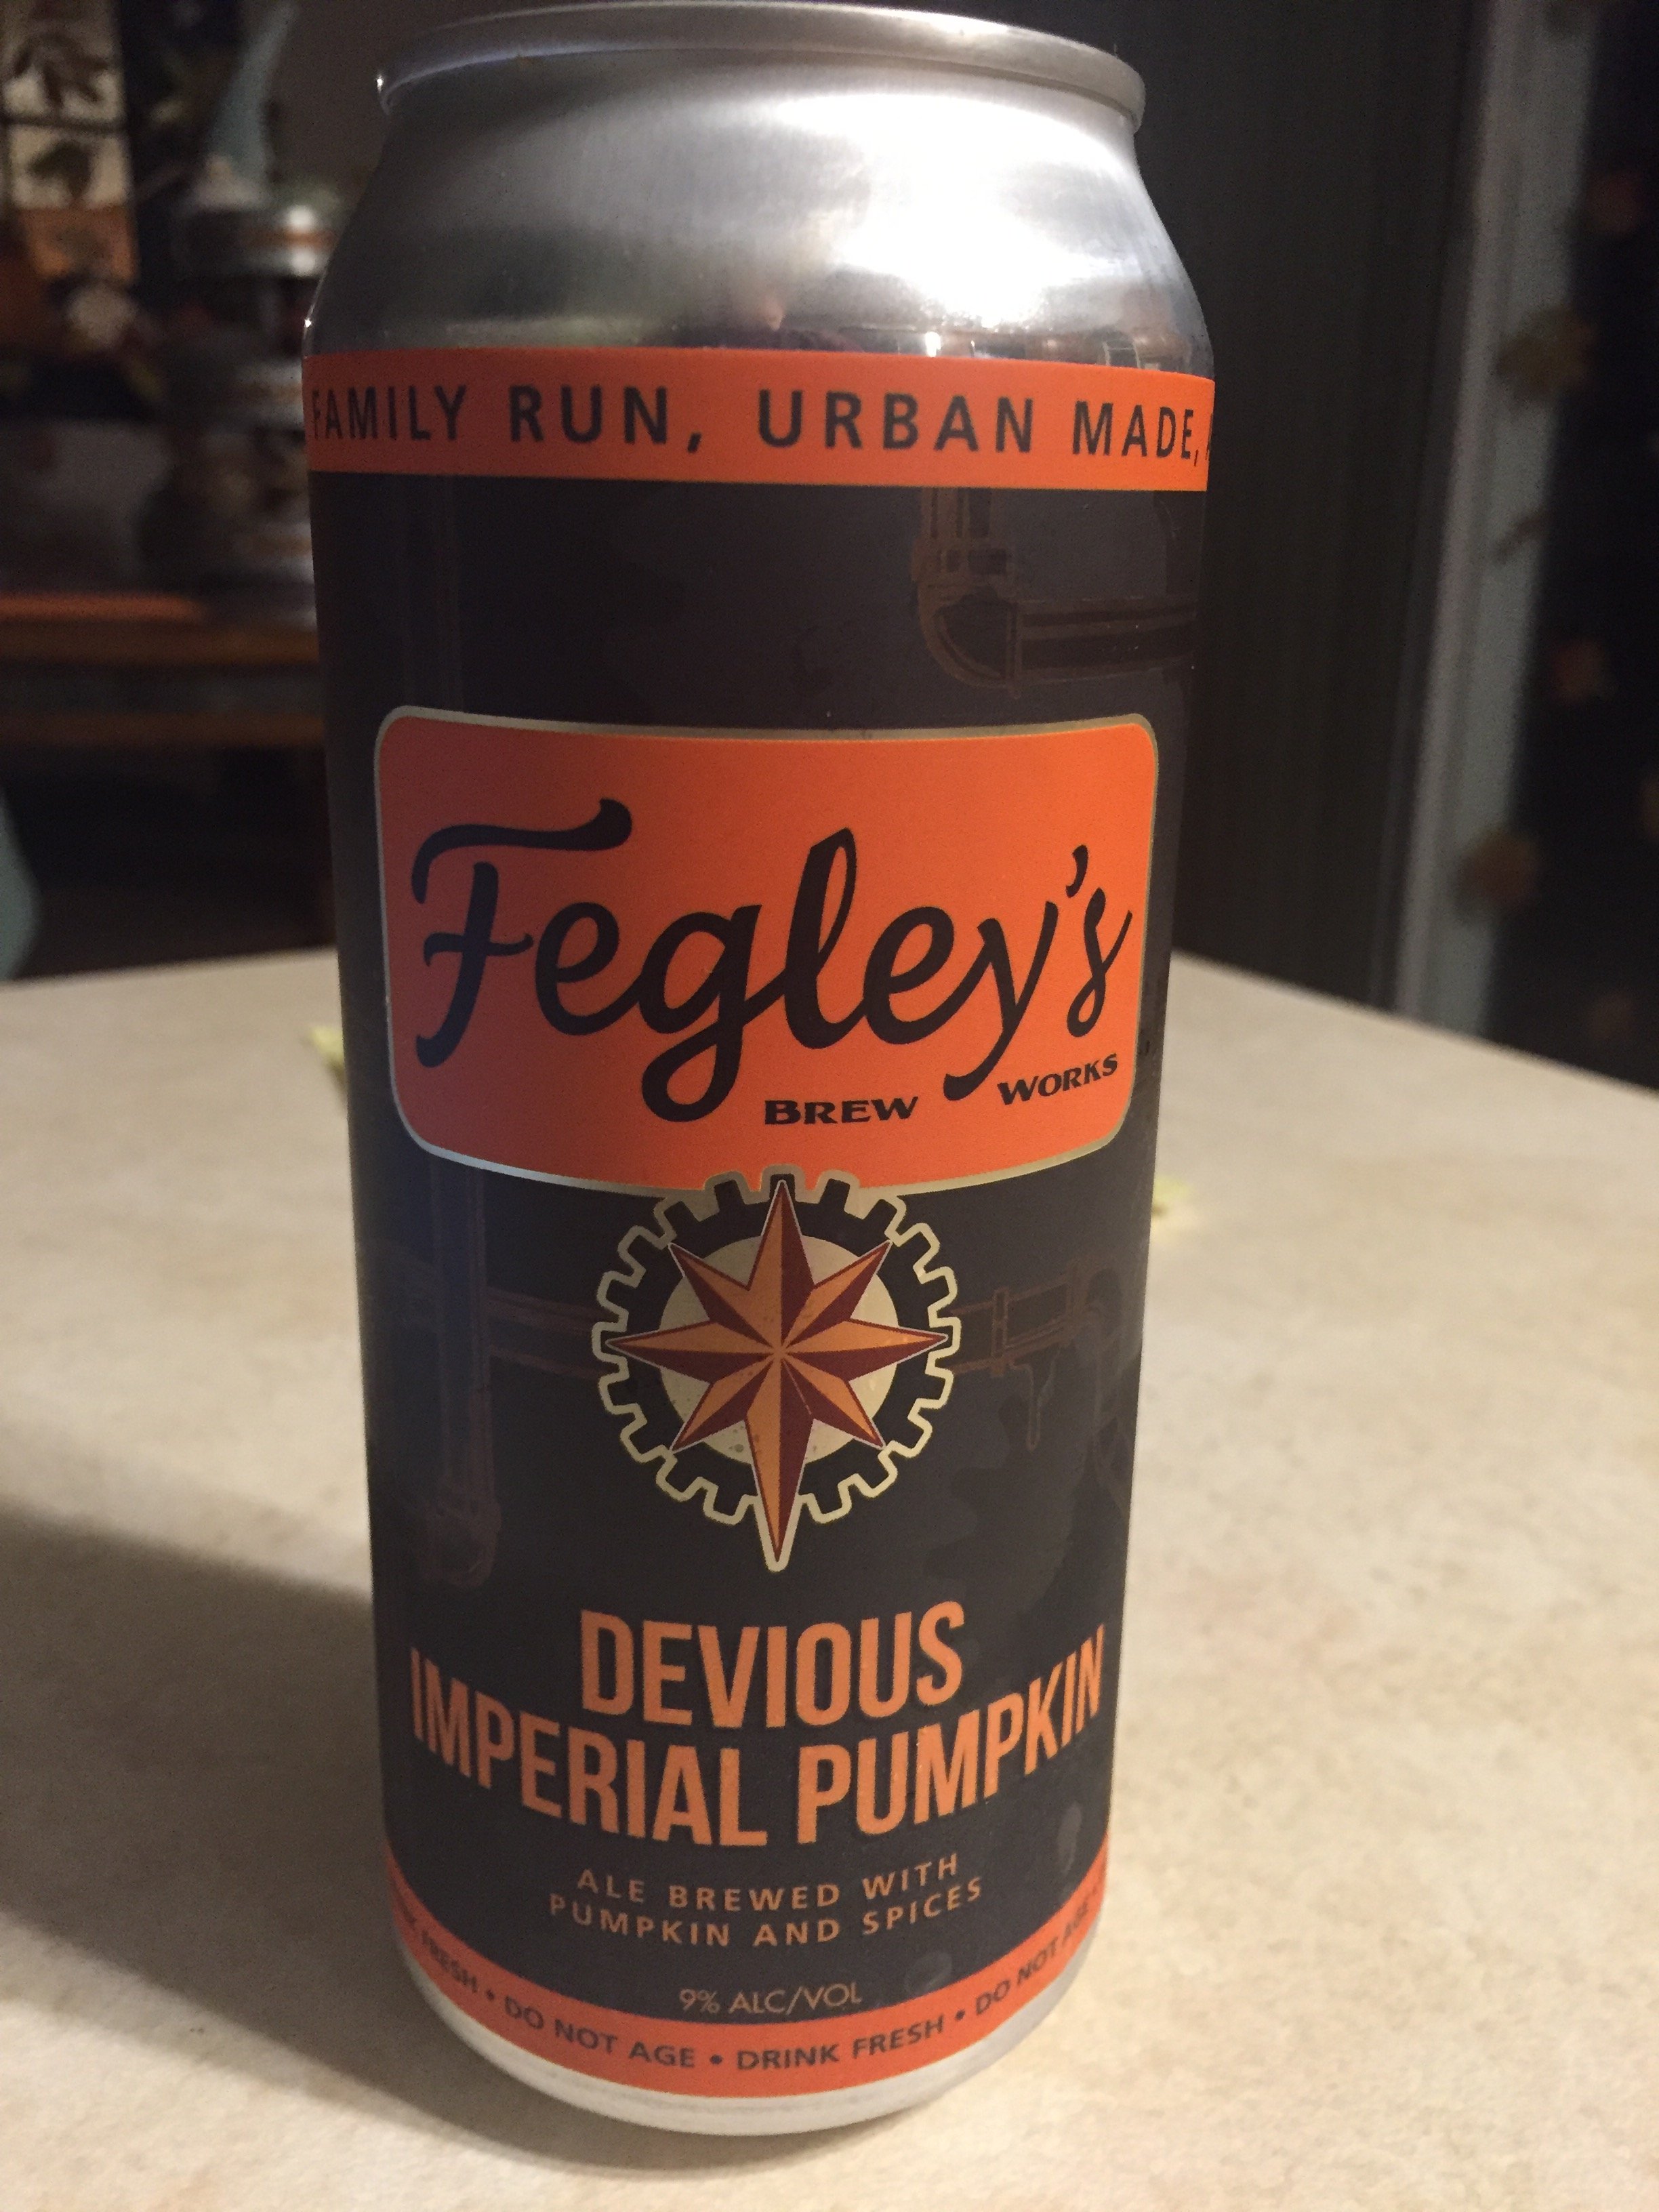 FAMILY RUN, URBAN MADE,
Fegley's
BREW WORKS
DEVIOUS
IMPERIAL PUMPKIN
ALE BREWED WITH
PUMPKIN AND SPICES
9% ALC/VOL
FRESH • DO NOT AGE • DRINK FRESH • DO NOT AGE